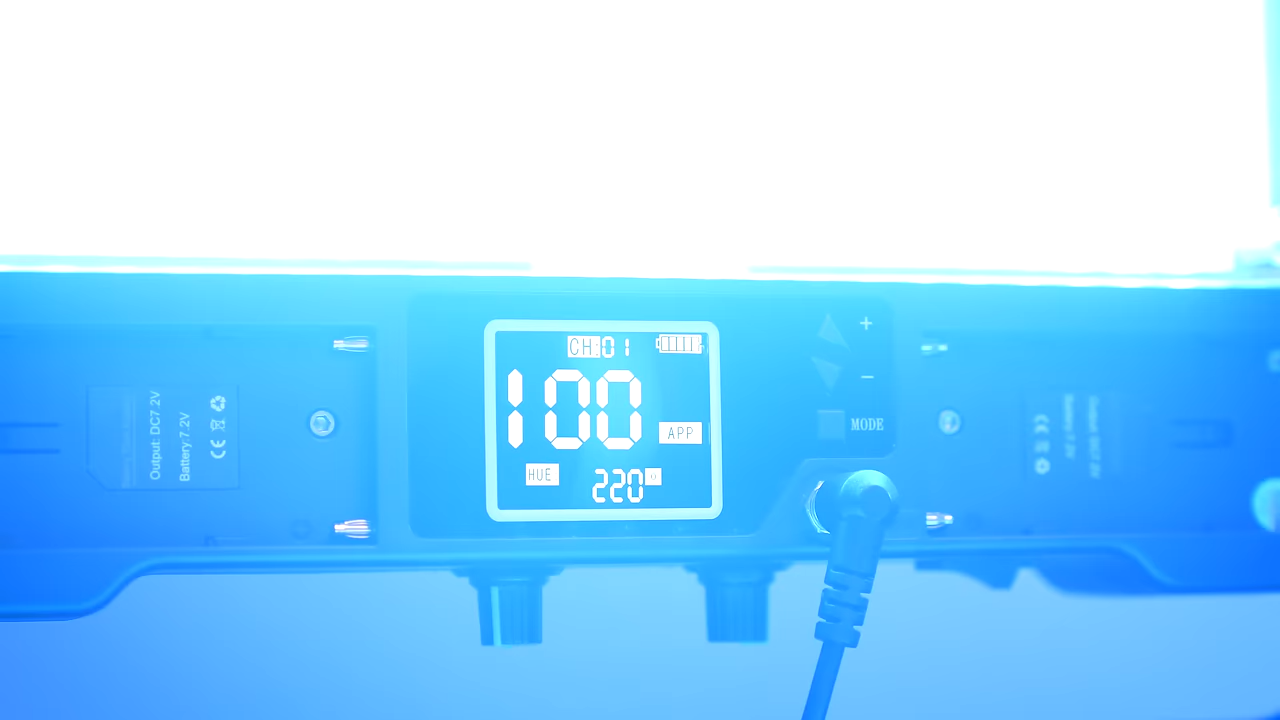 CH:01
100
APP
HUE 220°
+
−
MODE
Output: DC7.2V
Battery:7.2V
CE